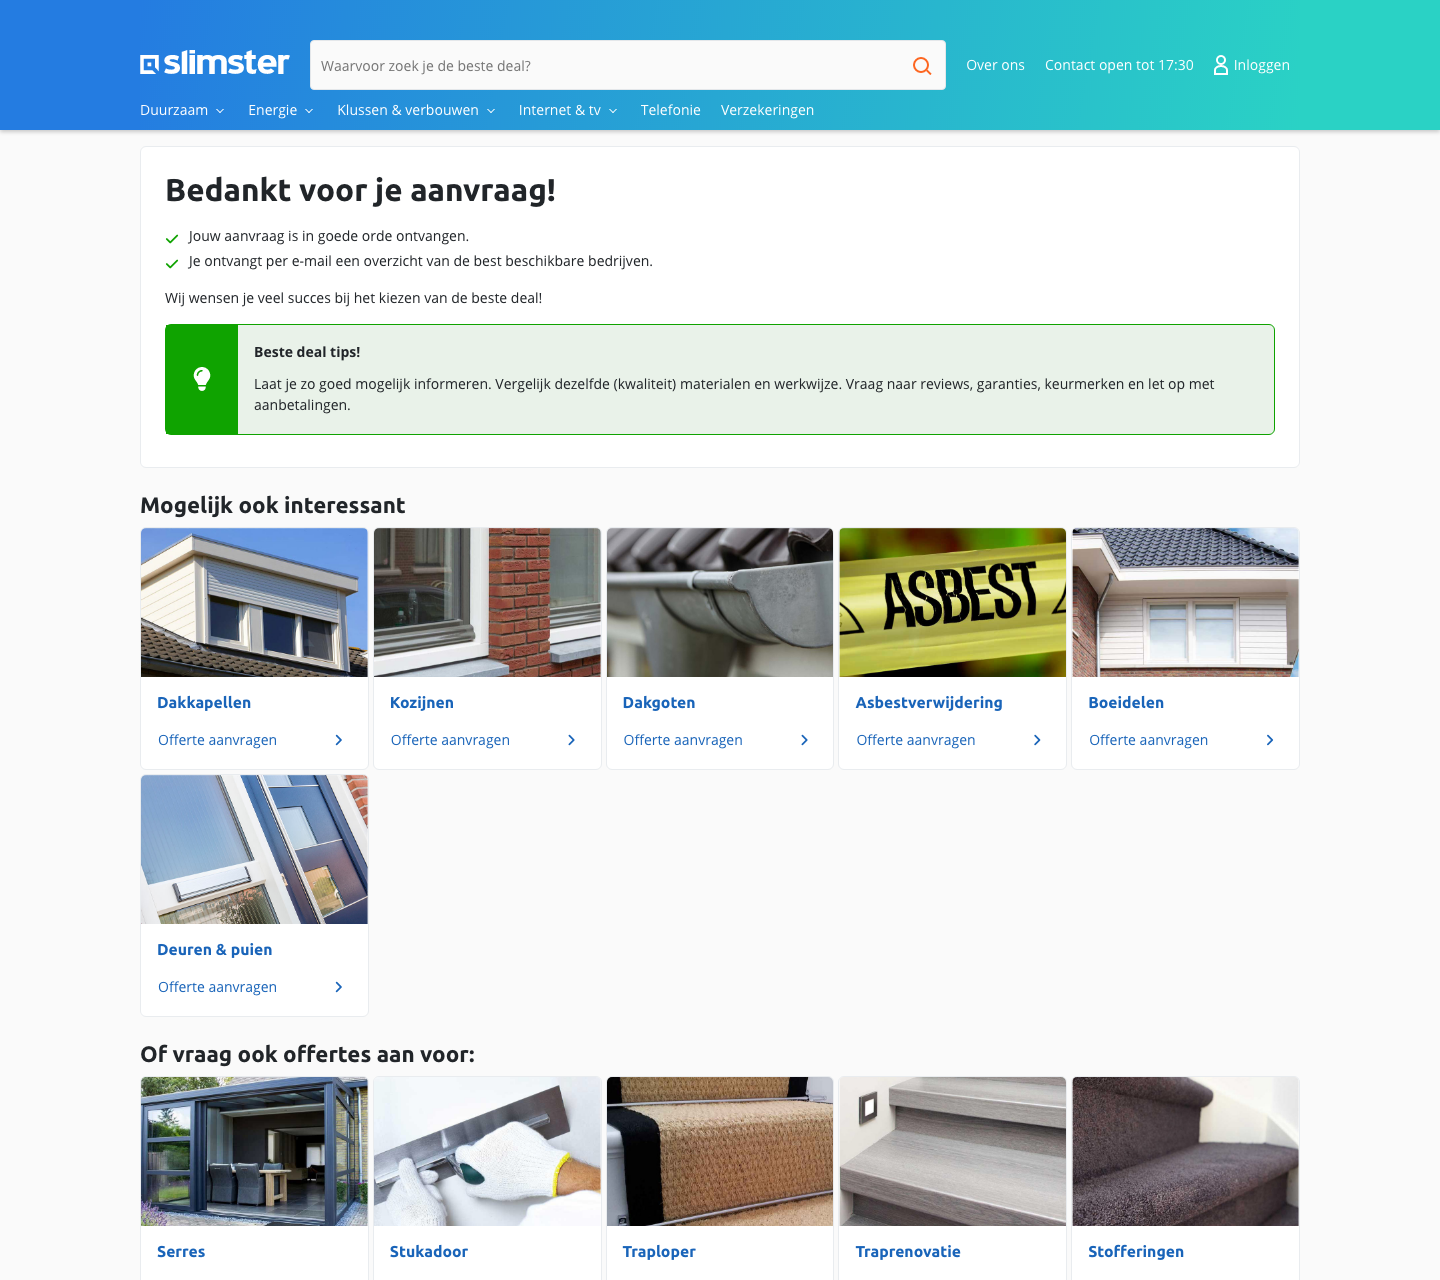 slimster
Waarvoor zoek je de beste deal?
Over ons
Contact open tot 17:30
Inloggen
Duurzaam
Energie
Klussen & verbouwen
Internet & tv
Telefonie
Verzekeringen
Bedankt voor je aanvraag!
Jouw aanvraag is in goede orde ontvangen.
Je ontvangt per e-mail een overzicht van de best beschikbare bedrijven.
Wij wensen je veel succes bij het kiezen van de beste deal!
Beste deal tips!
Laat je zo goed mogelijk informeren. Vergelijk dezelfde (kwaliteit) materialen en werkwijze. Vraag naar reviews, garanties, keurmerken en let op met
aanbetalingen.
Mogelijk ook interessant
ASBEST
Dakkapellen
Kozijnen
Dakgoten
Asbestverwijdering
Boeidelen
Offerte aanvragen
Offerte aanvragen
Offerte aanvragen
Offerte aanvragen
Offerte aanvragen
Deuren & puien
Offerte aanvragen
Of vraag ook offertes aan voor:
Serres
Stukadoor
Traploper
Traprenovatie
Stofferingen